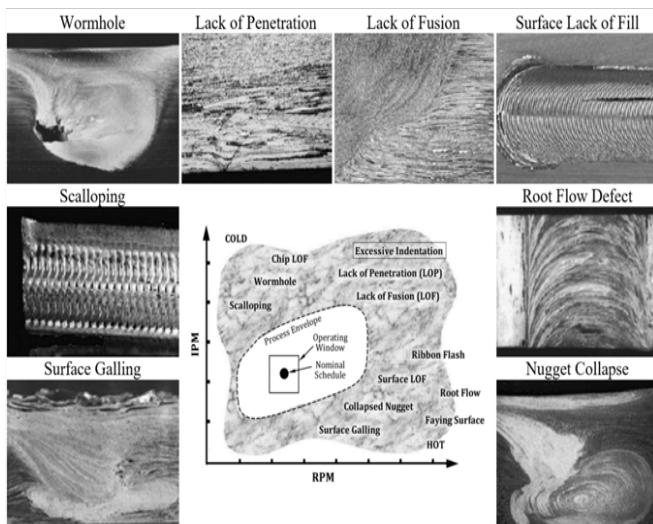 Wormhole
Lack of Penetration
Lack of Fusion
Surface Lack of Fill
Scalloping
Root Flow Defect
COLD
Chip LOF
Excessive Indentation
Wormhole
Lack of Penetration (LOP)
Scalloping
Lack of Fusion (LOF)
Process Envelope
Operating
Window
Nominal
Schedule
IPM
Ribbon Flash
Surface Galling
Nugget Collapse
Surface LOF
Root Flow
Collapsed Nugget
Faying Surface
Surface Galling
HOT
RPM